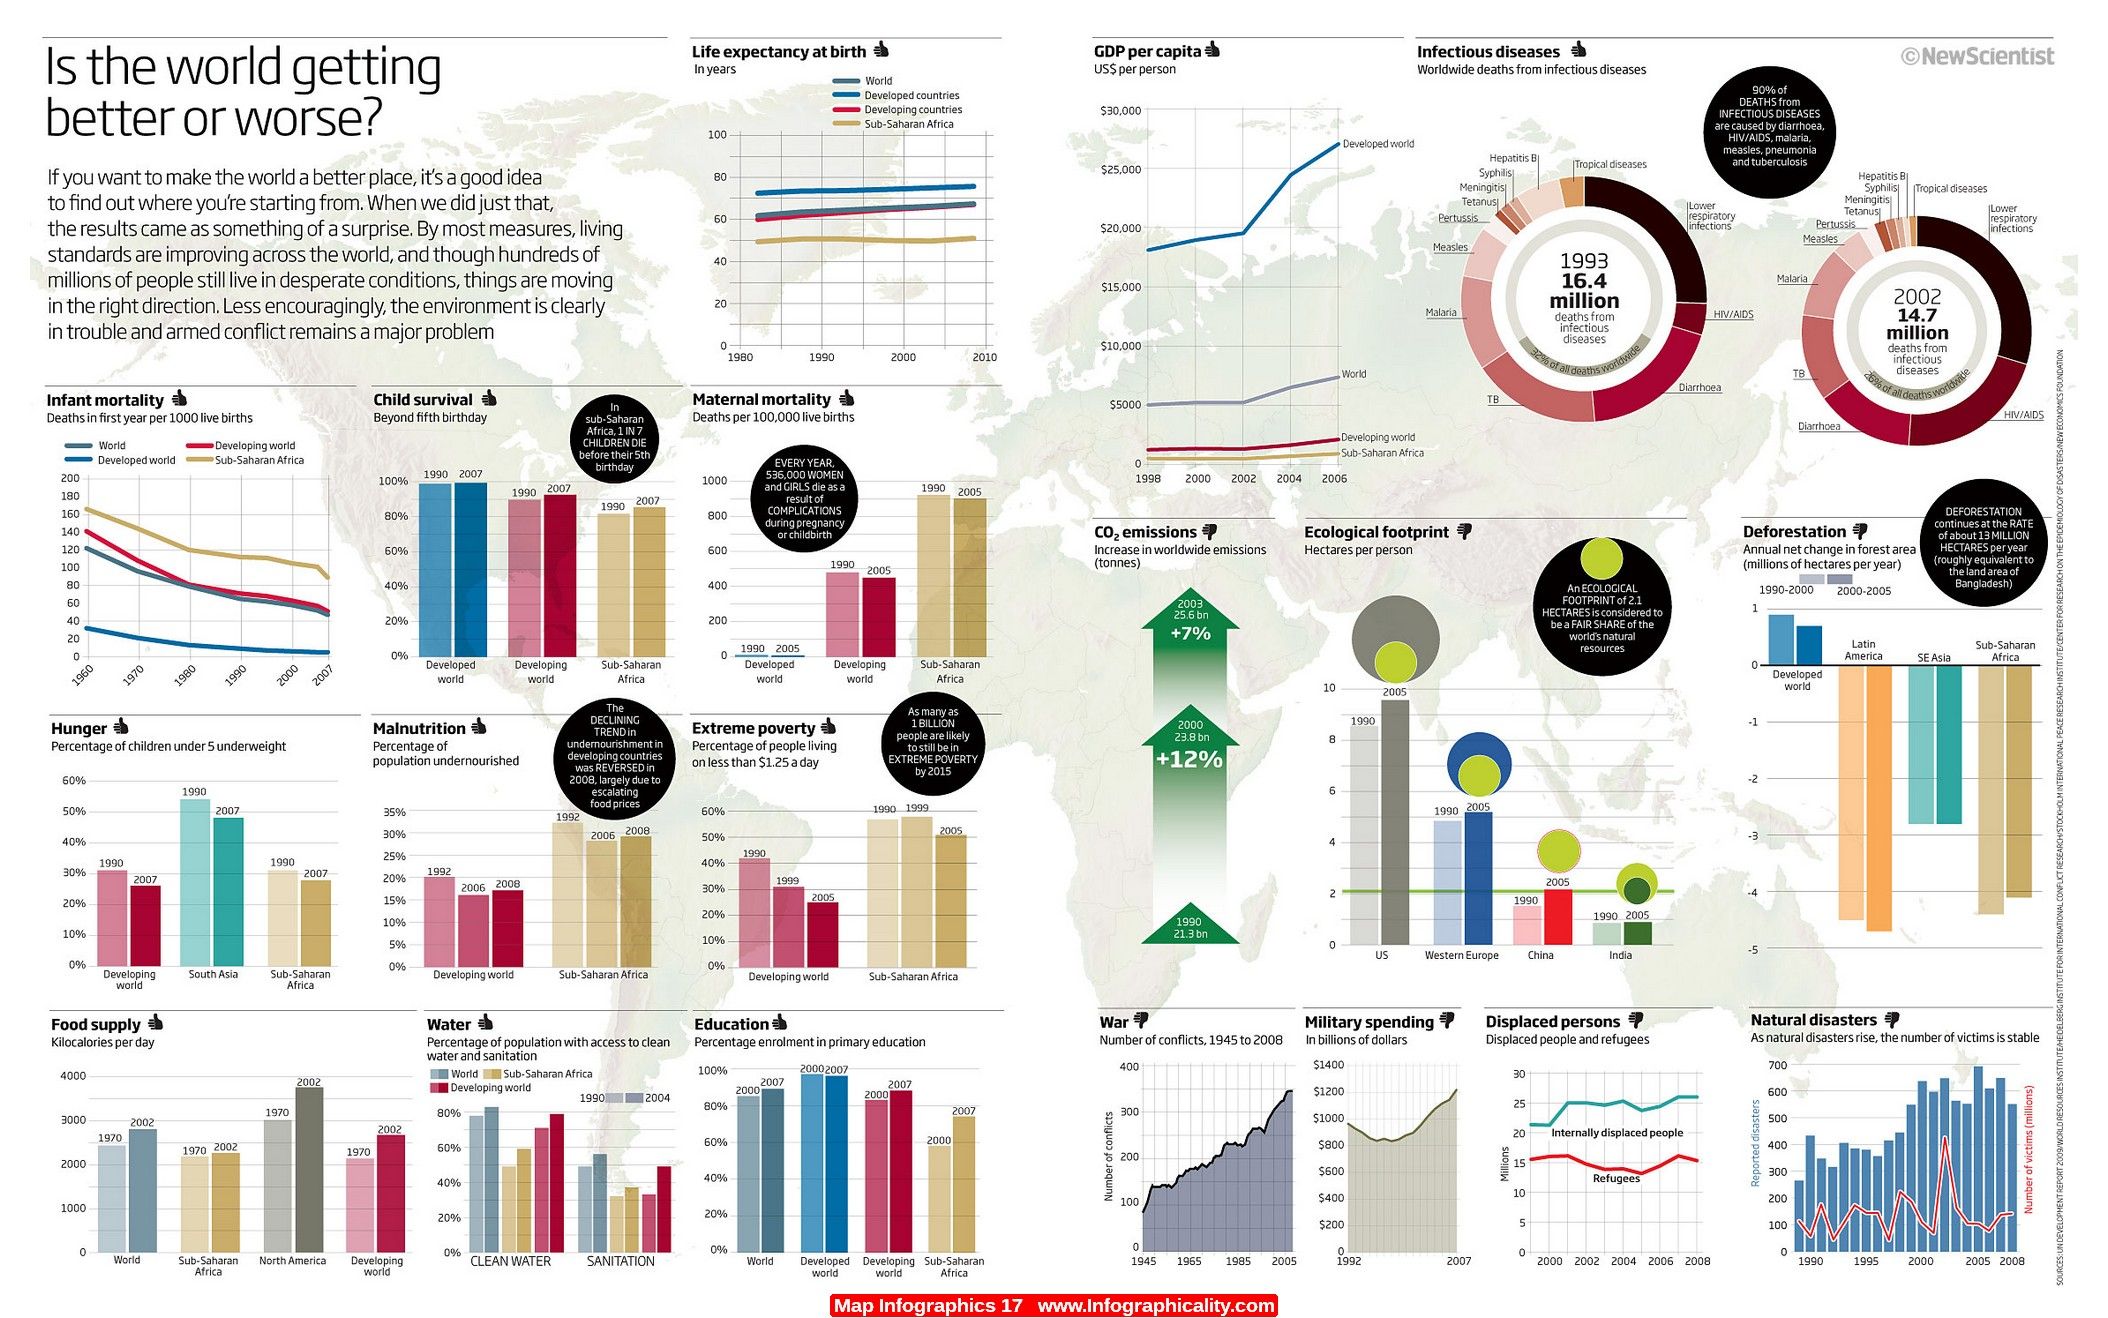 Is the world getting
better or worse?
If you want to make the world a better place, it's a good idea
to find out where you're starting from. When we did just that,
the results came as something of a surprise. By most measures, living
standards are improving across the world, and though hundreds of
millions of people still live in desperate conditions, things are moving
in the right direction. Less encouragingly, the environment is clearly
in trouble and armed conflict remains a major problem
Life expectancy at birth
In years
World
Developed countries
Developing countries
Sub-Saharan Africa
100
80
60
40
20
0
1980 1990 2000 2010
GDP per capita
US$ per person
$30,000
$25,000
$20,000
$15,000
$10,000
$5000
0
Developed world
World
Developing world
Sub-Saharan Africa
1998 2000 2002 2004 2006
Infectious diseases
Worldwide deaths from infectious diseases
©NewScientist
90% of
DEATHS from
INFECTIOUS DISEASES
are caused by diarrhoea,
HIV/AIDS, malaria,
measles, pneumonia
and tuberculosis
Hepatitis B
Tropical diseases
Syphilis
Meningitis
Tetanus
Pertussis
Measles
Malaria
TB
Lower
respiratory
infections
HIV/AIDS
Diarrhoea
1993
16.4
million
deaths from
infectious
diseases
32% of all deaths worldwide
Hepatitis B
Syphilis
Tropical diseases
Meningitis
Tetanus
Pertussis
Measles
Malaria
TB
Diarrhoea
Lower
respiratory
infections
HIV/AIDS
2002
14.7
million
deaths from
infectious
diseases
26% of all deaths worldwide
Infant mortality
Deaths in first year per 1000 live births
World
Developing world
Developed world
Sub-Saharan Africa
200
180
160
140
120
100
80
60
40
20
0
1960 1970 1980 1990 2000 2007
Child survival
Beyond fifth birthday
In
sub-Saharan
Africa, 1 IN 7
CHILDREN DIE
before their 5th
birthday
100%
80%
60%
40%
20%
0%
1990 2007
1990 2007
1990 2007
Developed
world
Developing
world
Sub-Saharan
Africa
Maternal mortality
Deaths per 100,000 live births
EVERY YEAR,
536,000 WOMEN
and GIRLS die as a
result of
COMPLICATIONS
during pregnancy
or childbirth
1000
800
600
400
200
0
1990 2005
1990 2005
1990 2005
Developed
world
Developing
world
Sub-Saharan
Africa
Hunger
Percentage of children under 5 underweight
60%
50%
40%
30%
20%
10%
0%
1990 2007
1990 2007
1990 2007
Developing
world
South Asia
Sub-Saharan
Africa
Malnutrition
Percentage of
population undernourished
The
DECLINING
TREND in
undernourishment in
developing countries
was REVERSED in
2008, largely due to
escalating
food prices
35%
30%
25%
20%
15%
10%
5%
0%
1992 2006 2008
1992 2006 2008
Developing world
Sub-Saharan Africa
Extreme poverty
Percentage of people living
on less than $1.25 a day
As many as
1 BILLION
people are likely
to still be in
EXTREME POVERTY
by 2015
60%
50%
40%
30%
20%
10%
0%
1990 1999 2005
1990 1999 2005
Developing world
Sub-Saharan Africa
CO2 emissions
Increase in worldwide emissions
(tonnes)
2003
25.6 bn
+7%
2000
23.8 bn
+12%
1990
21.3 bn
Ecological footprint
Hectares per person
An ECOLOGICAL
FOOTPRINT of 2.1
HECTARES is considered to
be a FAIR SHARE of the
world's natural
resources
10
8
6
4
2
0
1990 2005
1990 2005
1990 2005
1990 2005
US
Western Europe
China
India
Deforestation
Annual net change in forest area
(millions of hectares per year)
1990-2000
2000-2005
DEFORESTATION
continues at the RATE
of about 13 MILLION
HECTARES per year
(roughly equivalent to
the land area of
Bangladesh)
1
0
-1
-2
-3
-4
-5
Developed
world
Latin
America
SE Asia
Sub-Saharan
Africa
Food supply
Kilocalories per day
4000
3000
2000
1000
0
1970 2002
1970 2002
1970 2002
1970 2002
World
Sub-Saharan
Africa
North America
Developing
world
Water
Percentage of population with access to clean
water and sanitation
World
Sub-Saharan Africa
Developing world
1990
2004
80%
60%
40%
20%
0%
CLEAN WATER
SANITATION
Education
Percentage enrolment in primary education
100%
80%
60%
40%
20%
0%
2000 2007
2000 2007
2000 2007
2000 2007
World
Developed
world
Developing
world
Sub-Saharan
Africa
War
Number of conflicts, 1945 to 2008
Number of conflicts
400
300
200
100
0
1945 1965 1985 2005
Military spending
In billions of dollars
$1400
$1200
$1000
$800
$600
$400
$200
0
1992 2007
Displaced persons
Displaced people and refugees
Millions
30
25
20
15
10
5
0
Internally displaced people
Refugees
2000 2002 2004 2006 2008
Natural disasters
As natural disasters rise, the number of victims is stable
Reported disasters
Number of victims (millions)
700
600
500
400
300
200
100
0
1990 1995 2000 2005 2008
SOURCES: UN DEVELOPMENT REPORT 2009/WORLD RESOURCES INSTITUTE/HEIDELBERG INSTITUTE FOR INTERNATIONAL CONFLICT RESEARCH/STOCKHOLM INTERNATIONAL PEACE RESEARCH INSTITUTE/CENTER FOR RESEARCH ON THE EPIDEMIOLOGY OF DISASTERS/NEW ECONOMICS FOUNDATION
Map Infographics 17 www.Infographicality.com